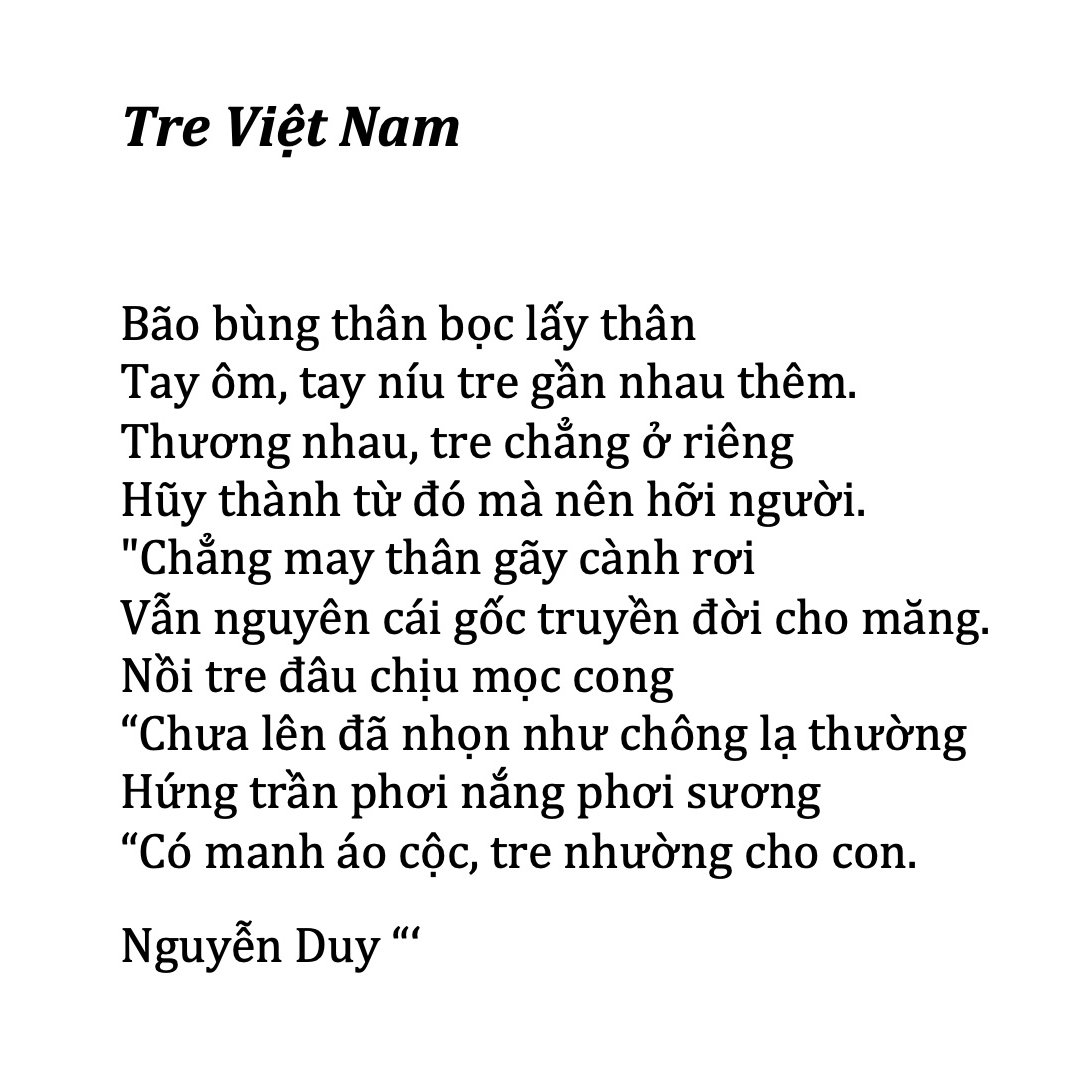 Tre Việt Nam
Bão bùng thân bọc lấy thân
Tay ôm, tay níu tre gần nhau thêm.
Thương nhau, tre chẳng ở riêng
Hũy thành từ đó mà nên hỡi người.
"Chẳng may thân gãy cành rơi
Vẫn nguyên cái gốc truyền đời cho măng.
Nồi tre đâu chịu mọc cong
“Chưa lên đã nhọn như chông lạ thường
Hứng trần phơi nắng phơi sương
“Có manh áo cộc, tre nhường cho con.
Nguyễn Duy “‘